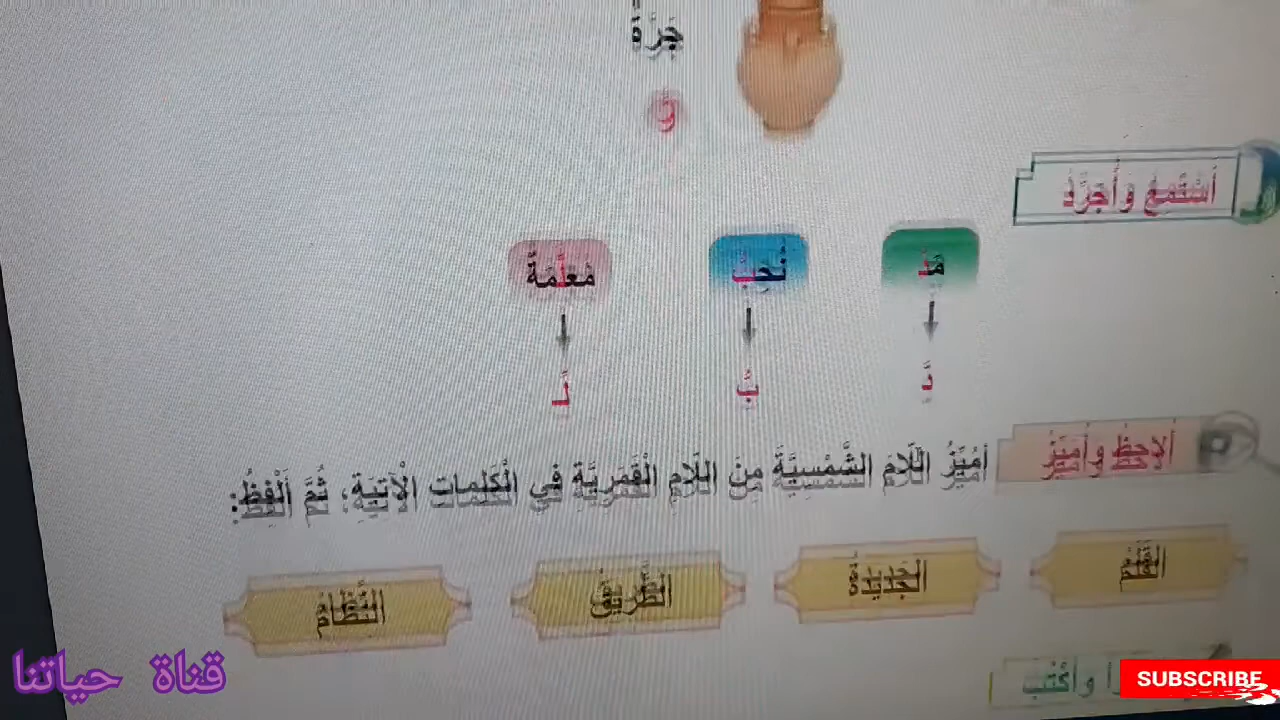 جَرَّةٌ
أَسْتَمِعُ وَأُجَرِّدُ
مَدَّ نُحِبُّ مُعَلِّمَةٌ
دَّ بُّ لِّـ
أُلاحِظُ وَأُمَيِّزُ
أُمَيِّزُ اللّامَ الشَّمْسِيَّةَ مِنَ اللّامِ الْقَمَرِيَّةِ في الْكَلِماتِ الْآتِيَةِ، ثُمَّ أَلْفِظُ:
الْقَلَمُ الْجَديدَةُ الطَّريقُ النِّظامُ
وَأَكْتُبُ
SUBSCRIBE
قناة حياتنا